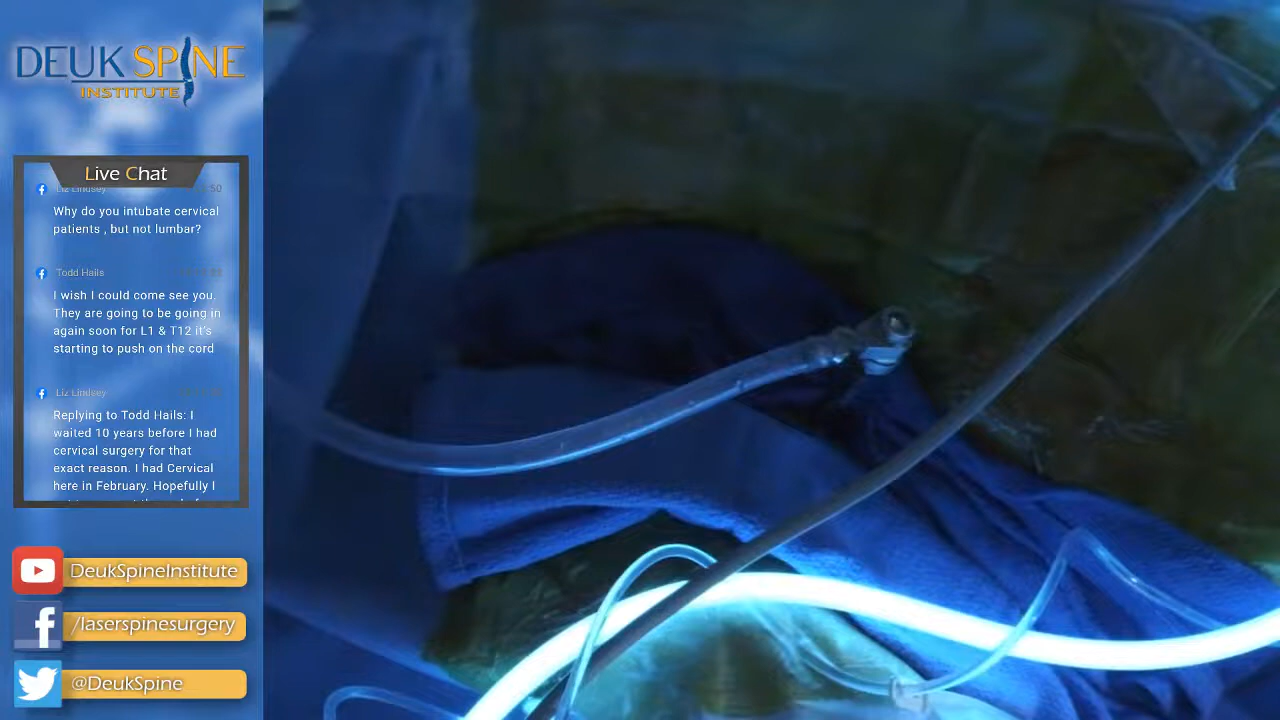 DEUK SPINE
INSTITUTE
Live Chat
Liz Lindsey
Why do you intubate cervical
patients , but not lumbar?
Todd Hails
I wish I could come see you.
They are going to be going in
again soon for L1 & T12 it's
starting to push on the cord
Liz Lindsey
Replying to Todd Hails: I
waited 10 years before I had
cervical surgery for that
exact reason. I had Cervical
here in February. Hopefully I
DeukSpineInstitute
/laserspinesurgery
@DeukSpine